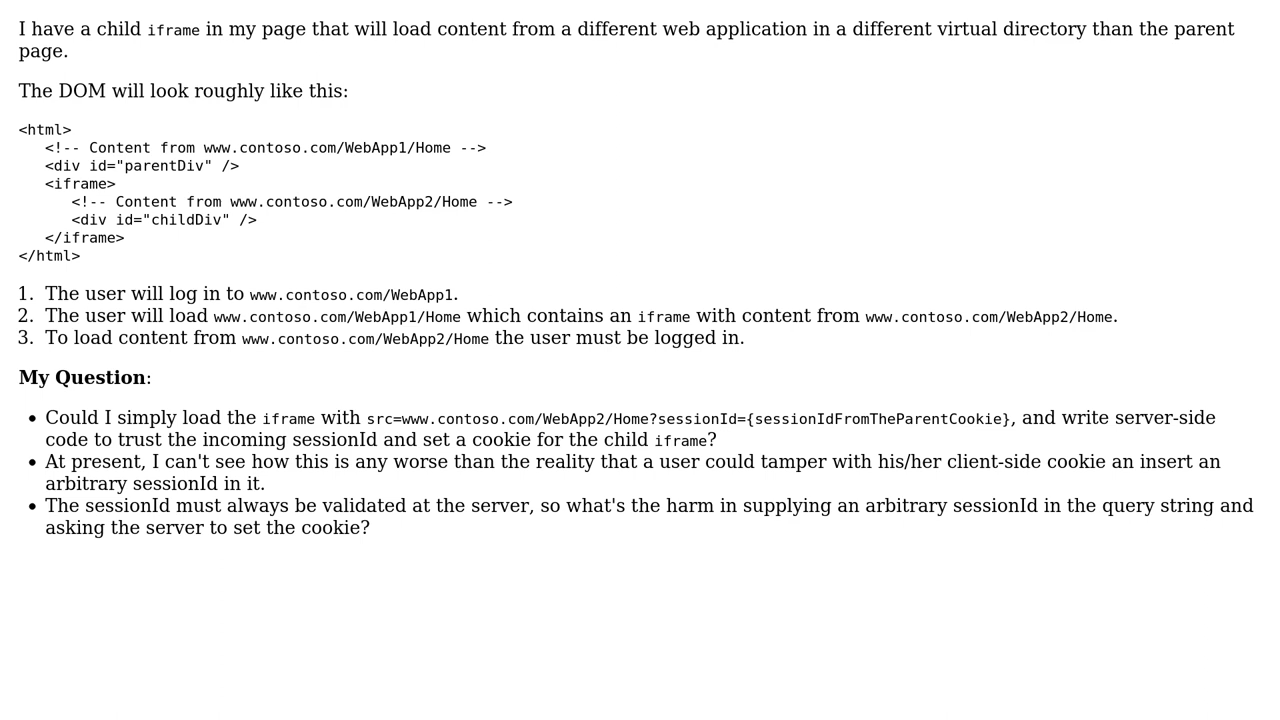 I have a child iframe in my page that will load content from a different web application in a different virtual directory than the parent
page.
The DOM will look roughly like this:
<html>
   <!-- Content from www.contoso.com/WebApp1/Home -->
   <div id="parentDiv" />
   <iframe>
      <!-- Content from www.contoso.com/WebApp2/Home -->
      <div id="childDiv" />
   </iframe>
</html>
1. The user will log in to www.contoso.com/WebApp1.
2. The user will load www.contoso.com/WebApp1/Home which contains an iframe with content from www.contoso.com/WebApp2/Home.
3. To load content from www.contoso.com/WebApp2/Home the user must be logged in.
My Question:
• Could I simply load the iframe with src=www.contoso.com/WebApp2/Home?sessionId={sessionIdFromTheParentCookie}, and write server-side
code to trust the incoming sessionId and set a cookie for the child iframe?
• At present, I can't see how this is any worse than the reality that a user could tamper with his/her client-side cookie an insert an
arbitrary sessionId in it.
• The sessionId must always be validated at the server, so what's the harm in supplying an arbitrary sessionId in the query string and
asking the server to set the cookie?